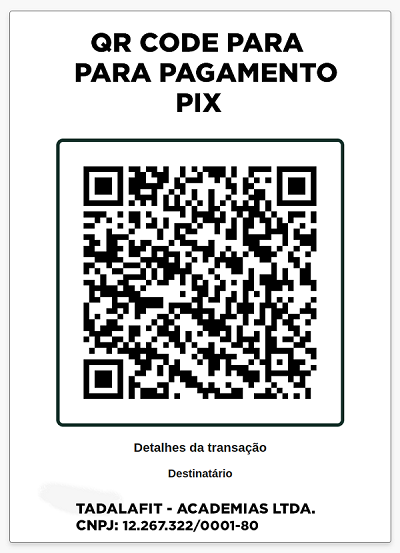 QR CODE PARA
PARA PAGAMENTO
PIX
Detalhes da transação
Destinatário
TADALAFIT - ACADEMIAS LTDA.
CNPJ: 12.267.322/0001-80